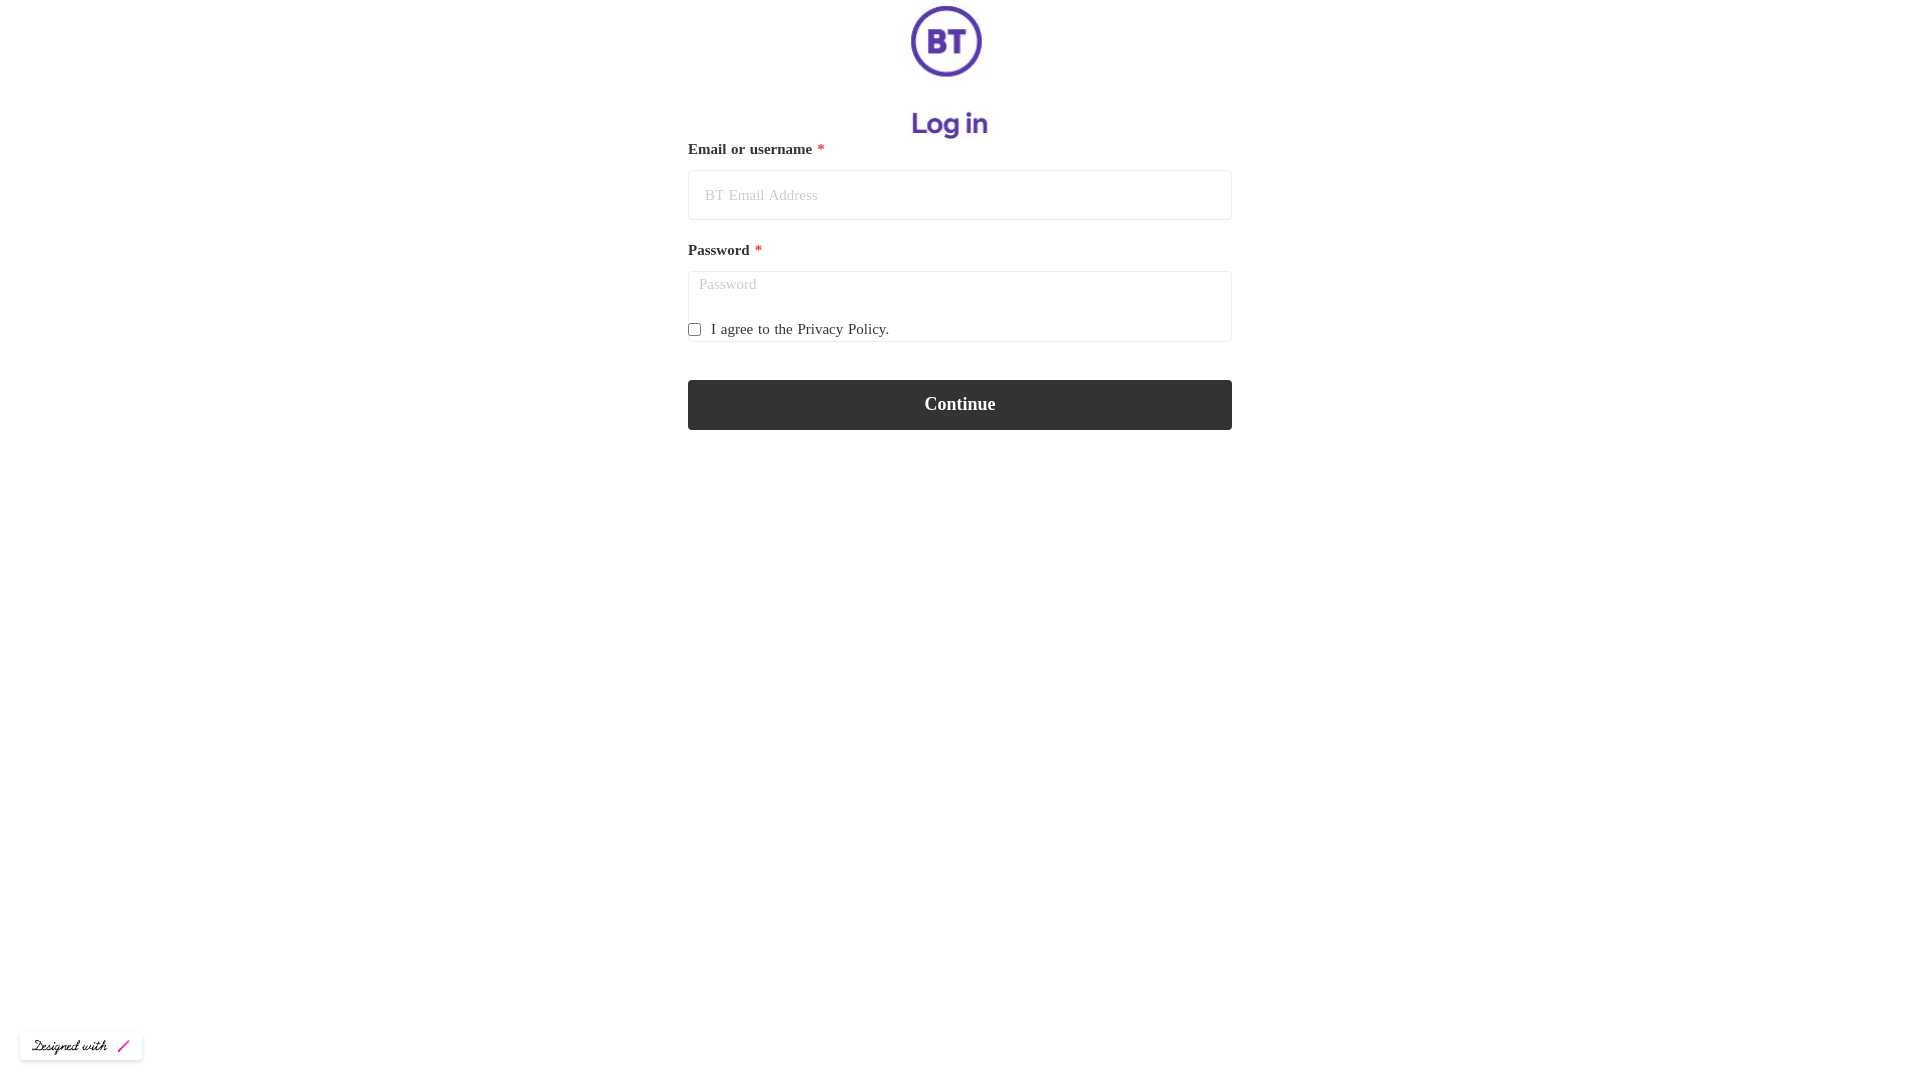 BT
Log in
Email or username *
BT Email Address
Password *
Password
I agree to the Privacy Policy.
Continue
Designed with